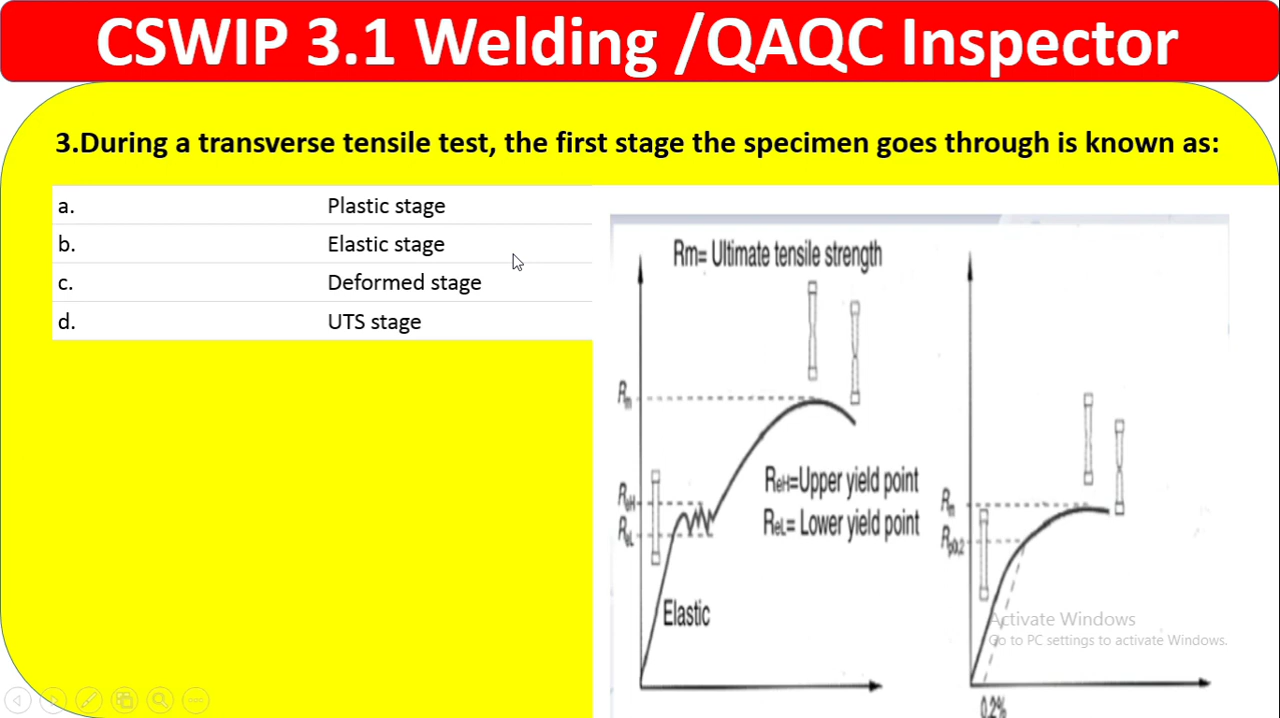 CSWIP 3.1 Welding /QAQC Inspector
3.During a transverse tensile test, the first stage the specimen goes through is known as:
a. Plastic stage
b. Elastic stage
c. Deformed stage
d. UTS stage
Rm= Ultimate tensile strength
Rm
ReH
ReL
ReH=Upper yield point
ReL= Lower yield point
Elastic
Rm
Rp0,2
0.2%
Activate Windows
Go to PC settings to activate Windows.